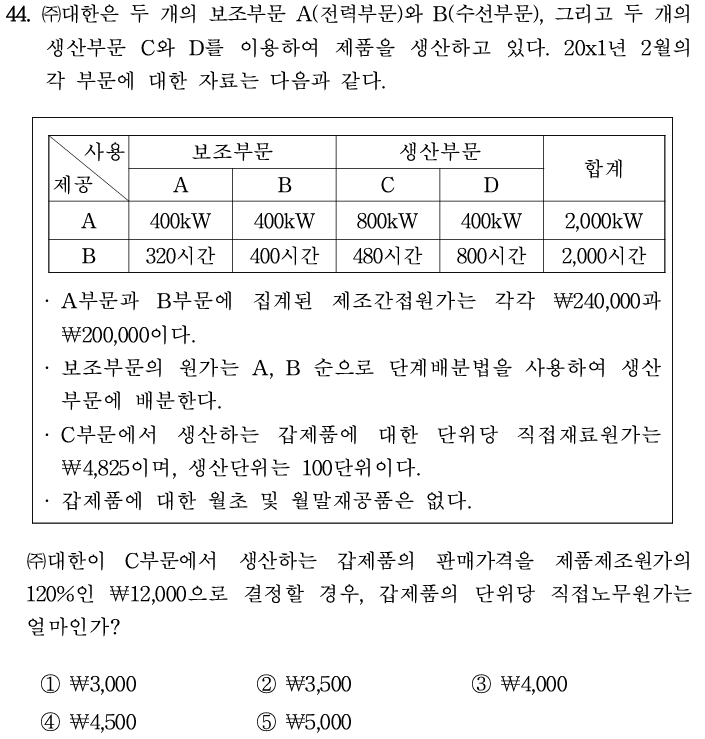 44. ㈜대한은 두 개의 보조부문 A(전력부문)와 B(수선부문), 그리고 두 개의
생산부문 C와 D를 이용하여 제품을 생산하고 있다. 20x1년 2월의
각 부문에 대한 자료는 다음과 같다.
사용 보조부문 생산부문 합계
제공 A B C D
A 400kW 400kW 800kW 400kW 2,000kW
B 320시간 400시간 480시간 800시간 2,000시간
· A부문과 B부문에 집계된 제조간접원가는 각각 ₩240,000과
₩200,000이다.
· 보조부문의 원가는 A, B 순으로 단계배분법을 사용하여 생산
부문에 배분한다.
· C부문에서 생산하는 갑제품에 대한 단위당 직접재료원가는
₩4,825이며, 생산단위는 100단위이다.
· 갑제품에 대한 월초 및 월말재공품은 없다.
㈜대한이 C부문에서 생산하는 갑제품의 판매가격을 제품제조원가의
120%인 ₩12,000으로 결정할 경우, 갑제품의 단위당 직접노무원가는
얼마인가?
① ₩3,000 ② ₩3,500 ③ ₩4,000
④ ₩4,500 ⑤ ₩5,000